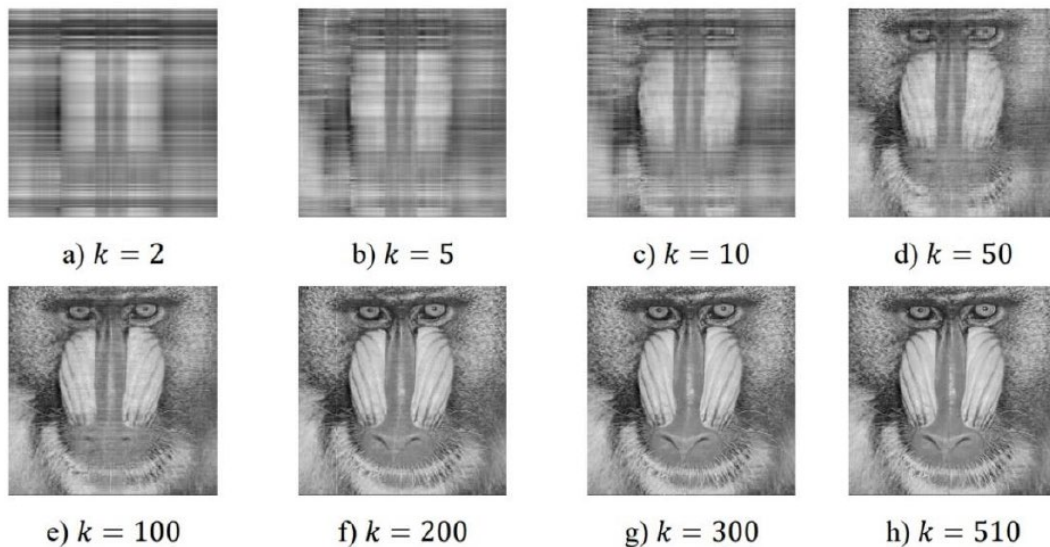 a) k = 2
b) k = 5
c) k = 10
d) k = 50
e) k = 100
f) k = 200
g) k = 300
h) k = 510